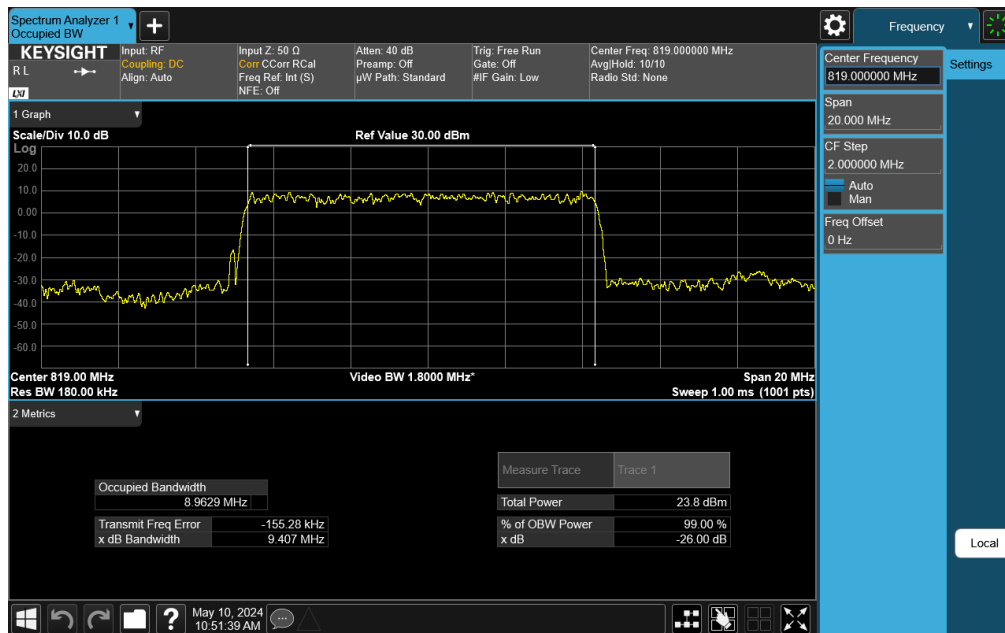 Spectrum Analyzer 1
Occupied BW
Frequency
KEYSIGHT
R L
LXI
Input: RF
Coupling: DC
Align: Auto
Input Z: 50 Ω
Corr CCorr RCal
Freq Ref: Int (S)
NFE: Off
Atten: 40 dB
Preamp: Off
µW Path: Standard
Trig: Free Run
Gate: Off
#IF Gain: Low
Center Freq: 819.000000 MHz
Avg|Hold: 10/10
Radio Std: None
Center Frequency
819.000000 MHz
Settings
Span
20.000 MHz
CF Step
2.000000 MHz
Auto
Man
Freq Offset
0 Hz
Local
1 Graph
Scale/Div 10.0 dB
Ref Value 30.00 dBm
Log
20.0
10.0
0.00
-10.0
-20.0
-30.0
-40.0
-50.0
-60.0
Center 819.00 MHz
Video BW 1.8000 MHz*
Span 20 MHz
Res BW 180.00 kHz
Sweep 1.00 ms (1001 pts)
2 Metrics
Measure Trace Trace 1
Occupied Bandwidth
8.9629 MHz
Total Power 23.8 dBm
Transmit Freq Error -155.28 kHz
% of OBW Power 99.00 %
x dB Bandwidth 9.407 MHz
x dB -26.00 dB
?
May 10, 2024
10:51:39 AM